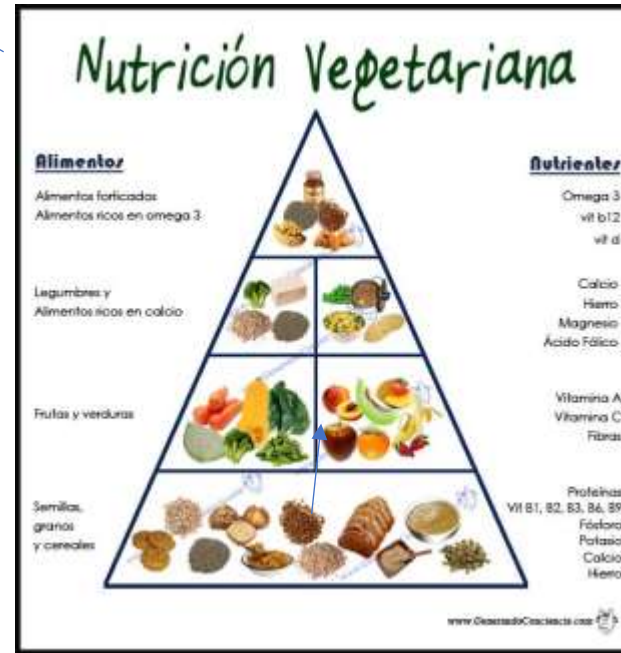 Nutrición Vegetariana
Alimentos
Alimentos forticados
Alimentos ricos en omega 3
Legumbres y
Alimentos ricos en calcio
Frutas y verduras
Semillas,
granos
y cereales
Nutrientes
Omega 3
vit b12
vit d
Calcio
Hierro
Magnesio
Ácido Fólico
Vitamina A
Vitamina C
Fibras
Proteínas
Vit B1, B2, B3, B6, B9
Fósforo
Potasio
Calcio
Hierro
www.GenerandoConciencia.com